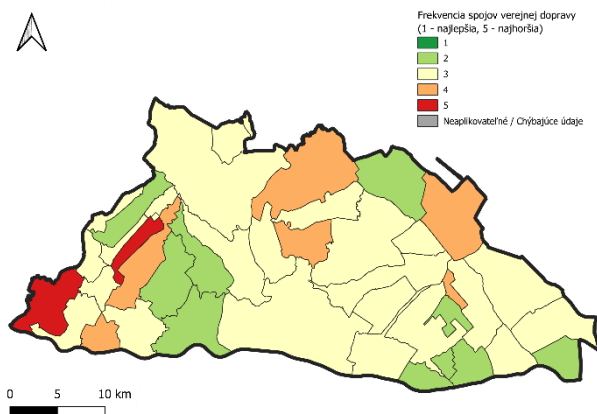 Frekvencia spojov verejnej dopravy
(1 - najlepšia, 5 - najhoršia)
1
2
3
4
5
Neaplikovateľné / Chýbajúce údaje
0 5 10 km